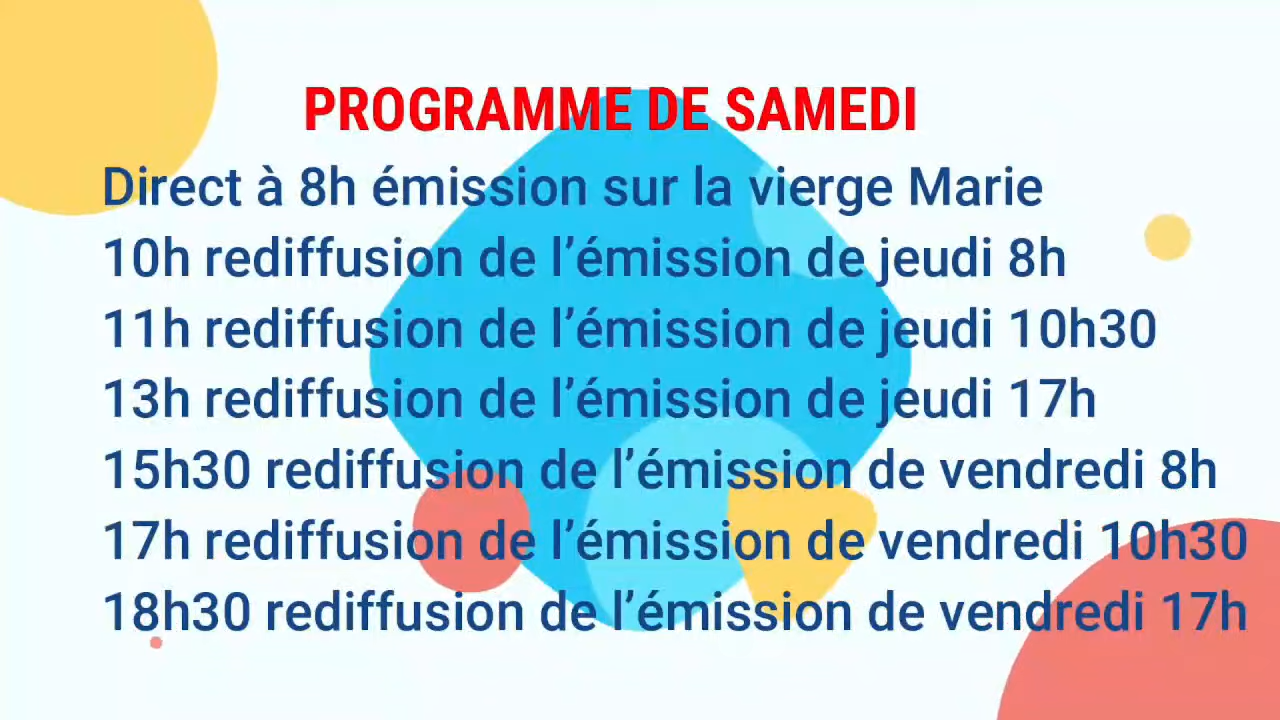 PROGRAMME DE SAMEDI
Direct à 8h émission sur la vierge Marie
10h rediffusion de l’émission de jeudi 8h
11h rediffusion de l’émission de jeudi 10h30
13h rediffusion de l’émission de jeudi 17h
15h30 rediffusion de l’émission de vendredi 8h
17h rediffusion de l’émission de vendredi 10h30
18h30 rediffusion de l’émission de vendredi 17h